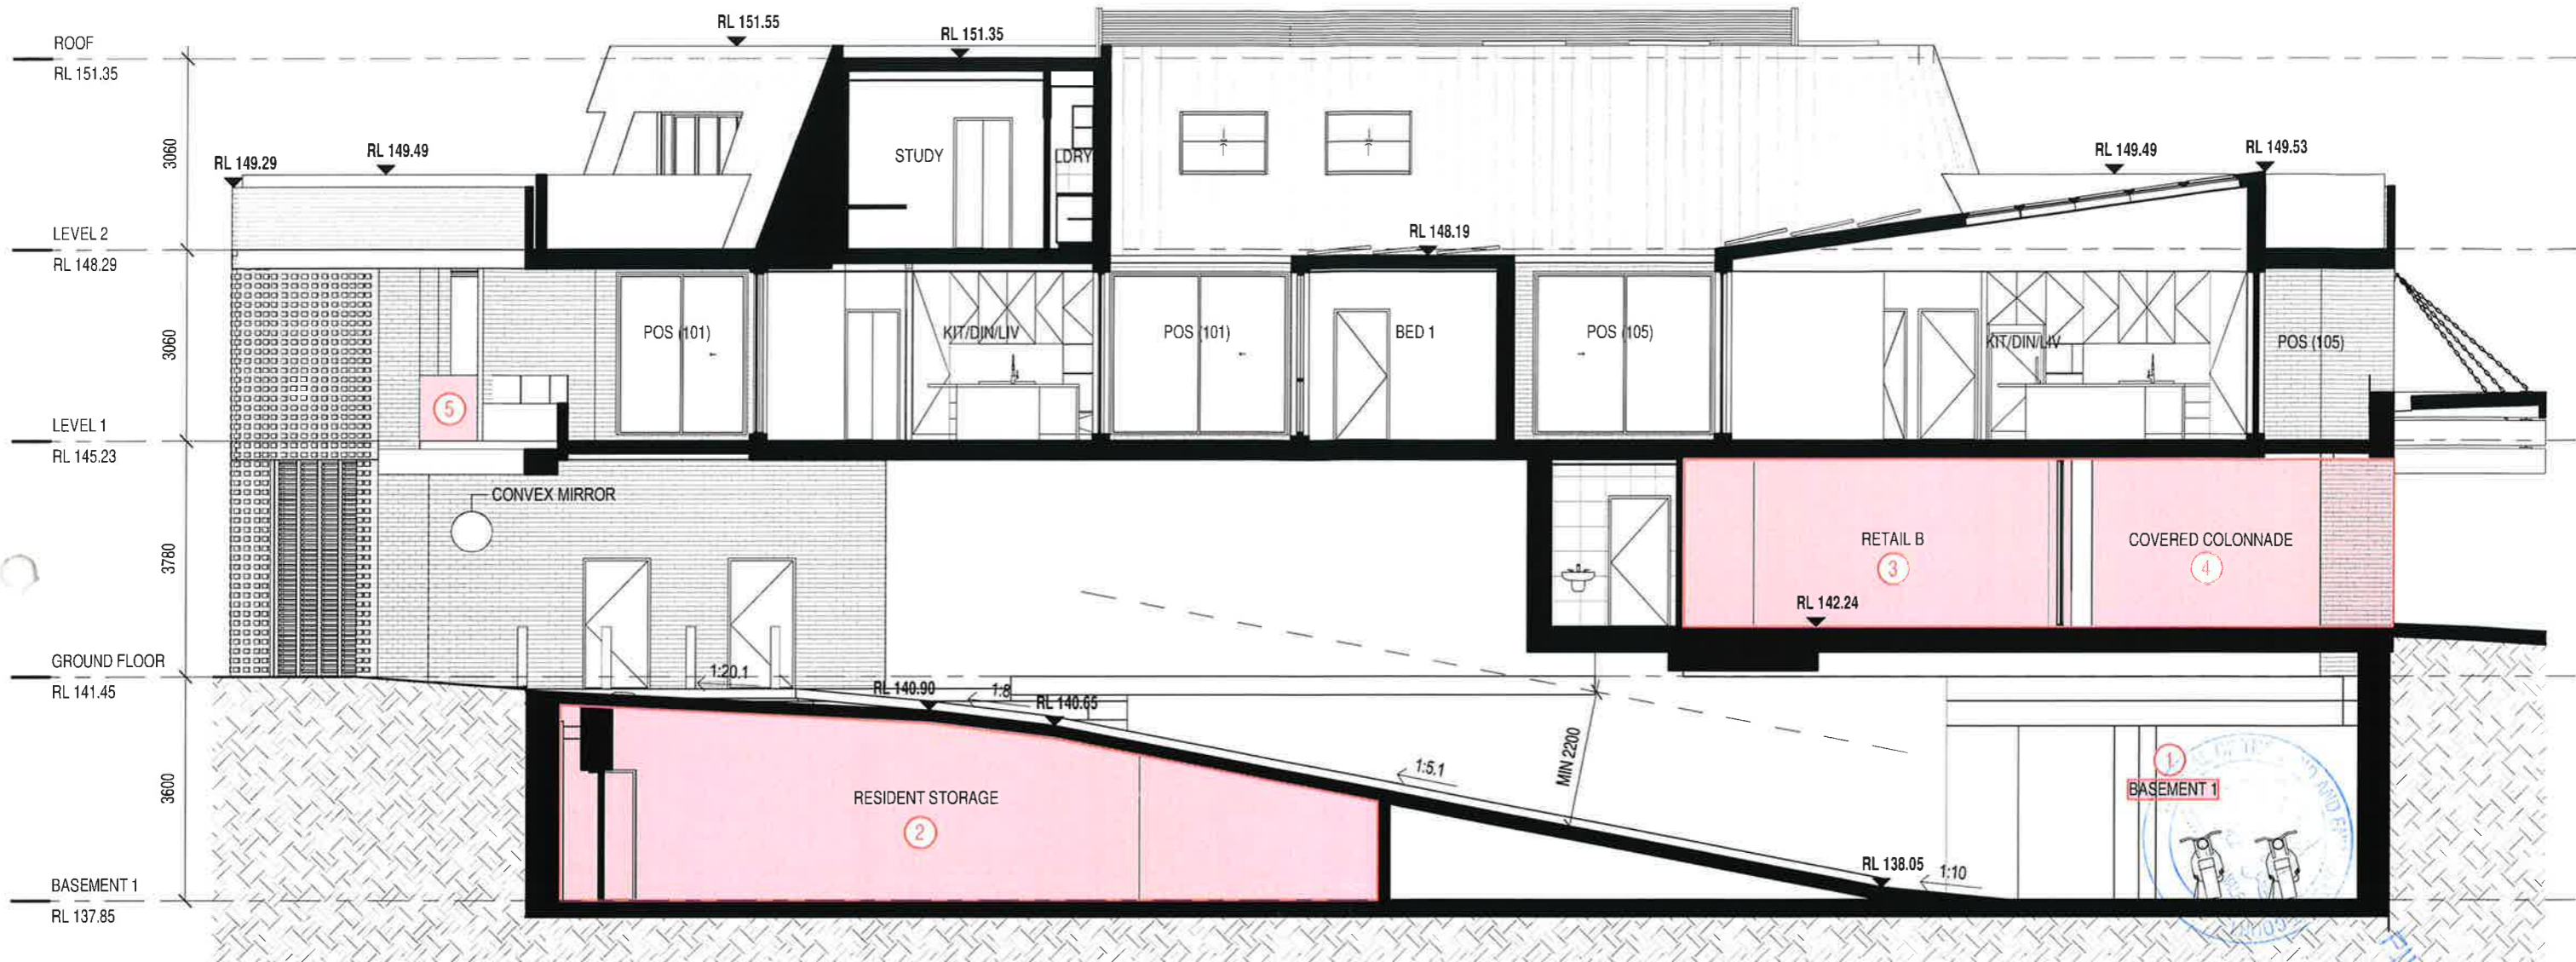 RL 151.55
RL 151.35
ROOF
RL 151.35
3060
STUDY
LDRY
RL 149.29
RL 149.49
RL 149.49
RL 149.53
LEVEL 2
RL 148.29
RL 148.19
3060
POS (101)
KIT/DIN/LIV
POS (101)
BED 1
POS (105)
KIT/DIN/LIV
POS (105)
5
LEVEL 1
RL 145.23
CONVEX MIRROR
3780
RETAIL B
3
COVERED COLONNADE
4
RL 142.24
GROUND FLOOR
RL 141.45
1:20.1
RL 140.90
1:8
RL 140.65
1:5.1
MIN 2200
3600
RESIDENT STORAGE
2
1
BASEMENT 1
RL 138.05
1:10
BASEMENT 1
RL 137.85
COURT